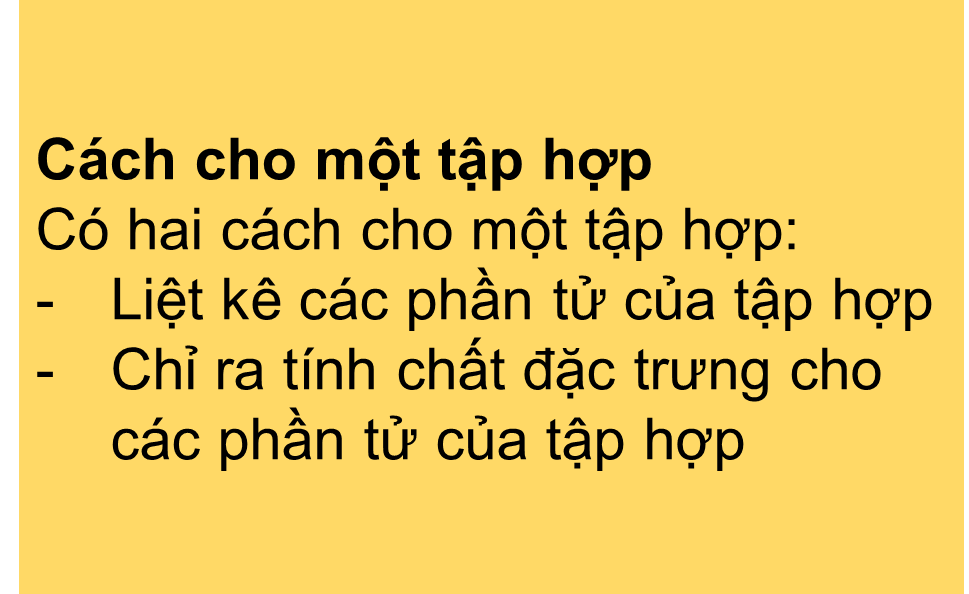 Cách cho một tập hợp
Có hai cách cho một tập hợp:
- Liệt kê các phần tử của tập hợp
- Chỉ ra tính chất đặc trưng cho
các phần tử của tập hợp